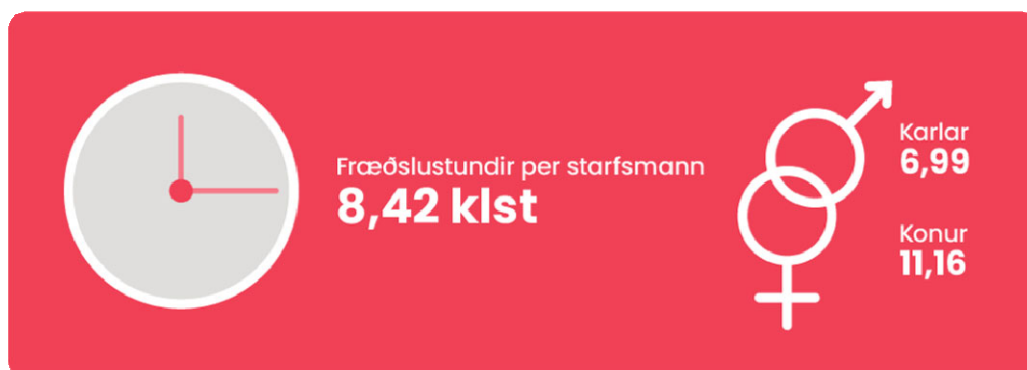 Fræðslustundir per starfsmann
8,42 klst
Karlar
6,99
Konur
11,16